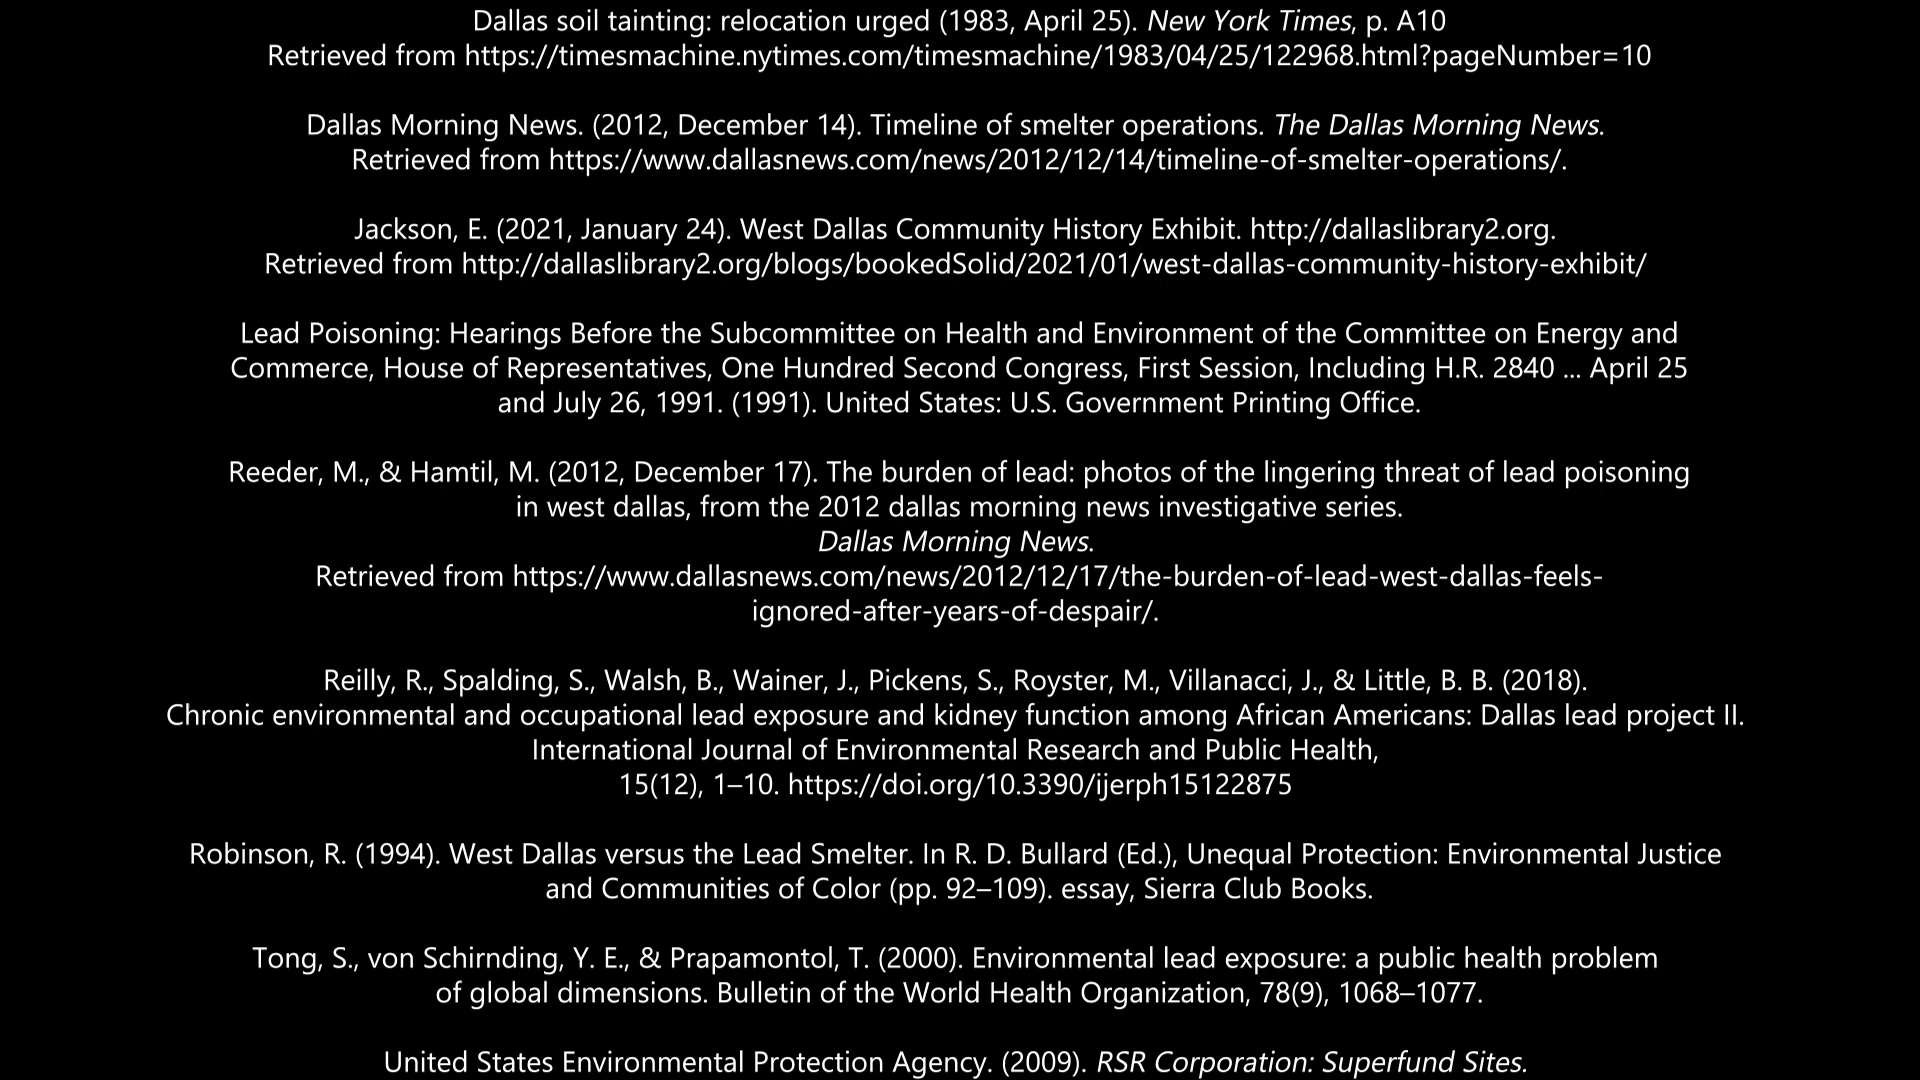 Dallas soil tainting: relocation urged (1983, April 25). New York Times, p. A10
Retrieved from https://timesmachine.nytimes.com/timesmachine/1983/04/25/122968.html?pageNumber=10
Dallas Morning News. (2012, December 14). Timeline of smelter operations. The Dallas Morning News.
Retrieved from https://www.dallasnews.com/news/2012/12/14/timeline-of-smelter-operations/.
Jackson, E. (2021, January 24). West Dallas Community History Exhibit. http://dallaslibrary2.org.
Retrieved from http://dallaslibrary2.org/blogs/bookedSolid/2021/01/west-dallas-community-history-exhibit/
Lead Poisoning: Hearings Before the Subcommittee on Health and Environment of the Committee on Energy and
Commerce, House of Representatives, One Hundred Second Congress, First Session, Including H.R. 2840 ... April 25
and July 26, 1991. (1991). United States: U.S. Government Printing Office.
Reeder, M., & Hamtil, M. (2012, December 17). The burden of lead: photos of the lingering threat of lead poisoning
in west dallas, from the 2012 dallas morning news investigative series.
Dallas Morning News.
Retrieved from https://www.dallasnews.com/news/2012/12/17/the-burden-of-lead-west-dallas-feels-
ignored-after-years-of-despair/.
Reilly, R., Spalding, S., Walsh, B., Wainer, J., Pickens, S., Royster, M., Villanacci, J., & Little, B. B. (2018).
Chronic environmental and occupational lead exposure and kidney function among African Americans: Dallas lead project II.
International Journal of Environmental Research and Public Health,
15(12), 1–10. https://doi.org/10.3390/ijerph15122875
Robinson, R. (1994). West Dallas versus the Lead Smelter. In R. D. Bullard (Ed.), Unequal Protection: Environmental Justice
and Communities of Color (pp. 92–109). essay, Sierra Club Books.
Tong, S., von Schirnding, Y. E., & Prapamontol, T. (2000). Environmental lead exposure: a public health problem
of global dimensions. Bulletin of the World Health Organization, 78(9), 1068–1077.
United States Environmental Protection Agency. (2009). RSR Corporation: Superfund Sites.